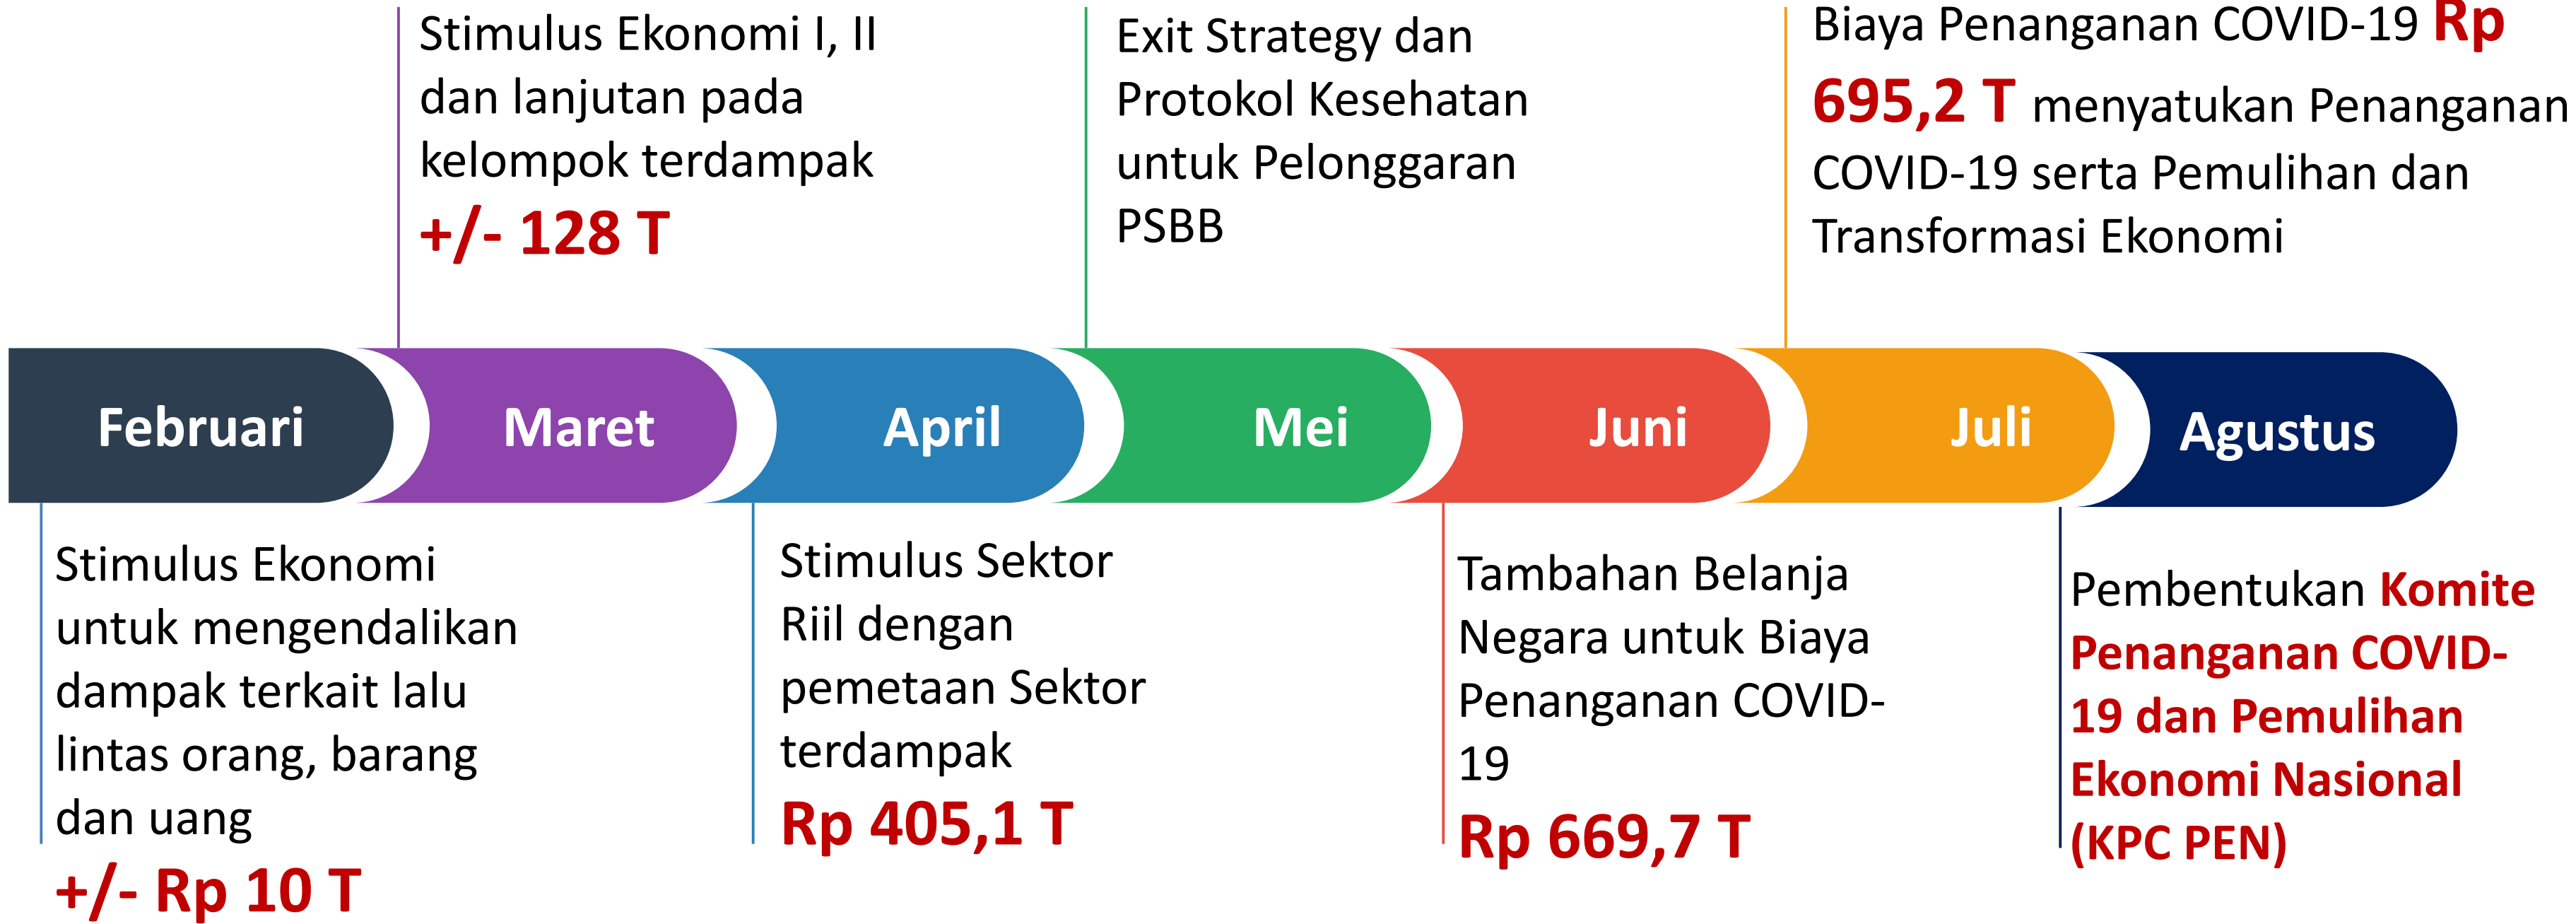 Stimulus Ekonomi I, II
dan lanjutan pada
kelompok terdampak
+/- 128 T
Exit Strategy dan
Protokol Kesehatan
untuk Pelonggaran
PSBB
Biaya Penanganan COVID-19 Rp
695,2 T menyatukan Penanganan
COVID-19 serta Pemulihan dan
Transformasi Ekonomi
Februari
Maret
April
Mei
Juni
Juli
Agustus
Stimulus Ekonomi
untuk mengendalikan
dampak terkait lalu
lintas orang, barang
dan uang
+/- Rp 10 T
Stimulus Sektor
Riil dengan
pemetaan Sektor
terdampak
Rp 405,1 T
Tambahan Belanja
Negara untuk Biaya
Penanganan COVID-
19
Rp 669,7 T
Pembentukan Komite
Penanganan COVID-
19 dan Pemulihan
Ekonomi Nasional
(KPC PEN)